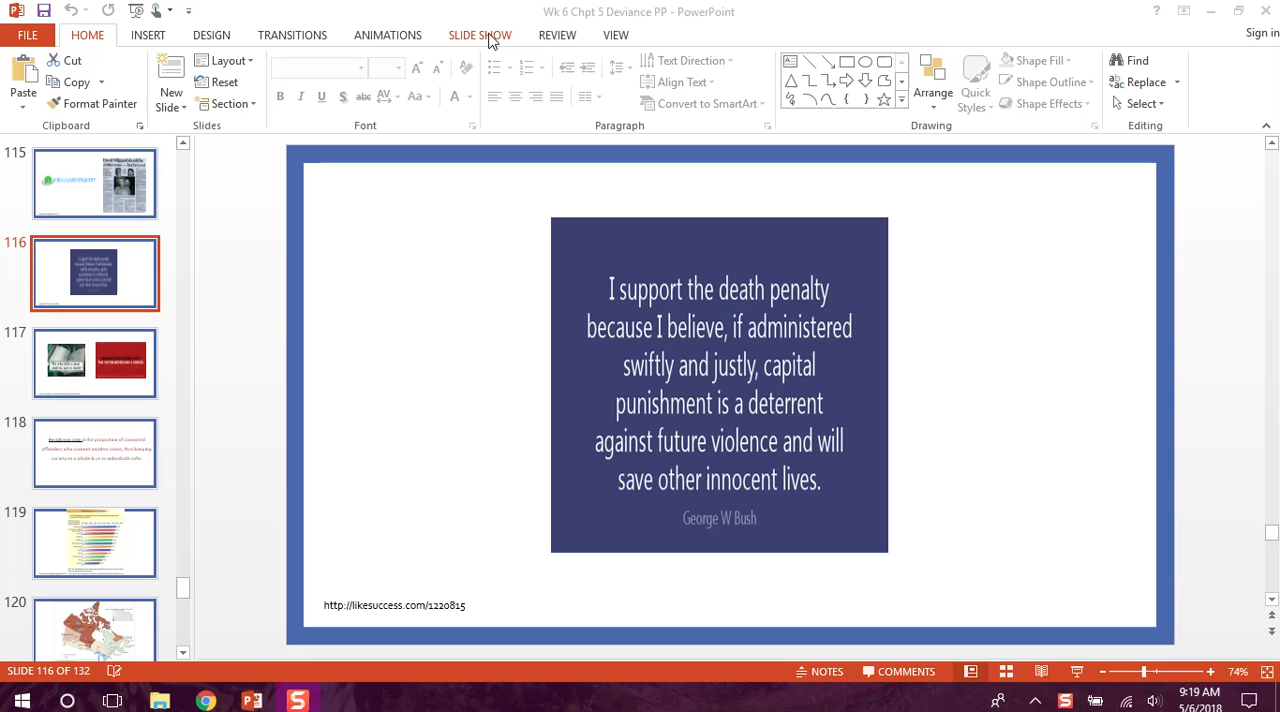 Wk 6 Chpt 5 Deviance PP - PowerPoint
FILE HOME INSERT DESIGN TRANSITIONS ANIMATIONS SLIDE SHOW REVIEW VIEW Sign in
Paste
Cut
Copy
Format Painter
Clipboard
New
Slide
Layout
Reset
Section
Slides
B I U S abc AV Aa A
Font
Text Direction
Align Text
Convert to SmartArt
Paragraph
Arrange
Quick
Styles
Shape Fill
Shape Outline
Shape Effects
Drawing
Find
Replace
Select
Editing
115
116
117
118
119
120
I support the death penalty
because I believe, if administered
swiftly and justly, capital
punishment is a deterrent
against future violence and will
save other innocent lives.
George W Bush
http://likesuccess.com/1220815
SLIDE 116 OF 132 NOTES COMMENTS 74%
9:19 AM
5/6/2018